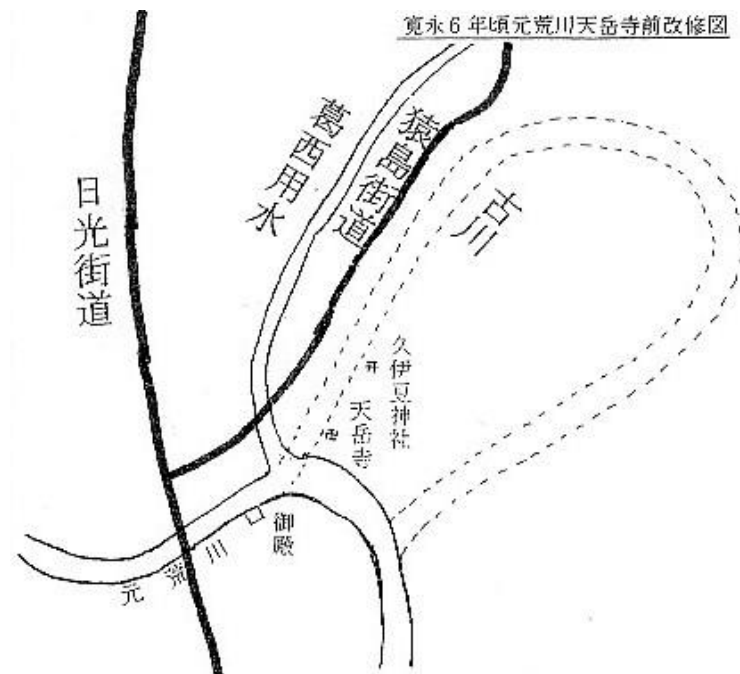 寛永6年頃元荒川天岳寺前改修図
日光街道
葛西用水
猿島街道
古川
久伊豆神社
天岳寺
御殿
元荒川